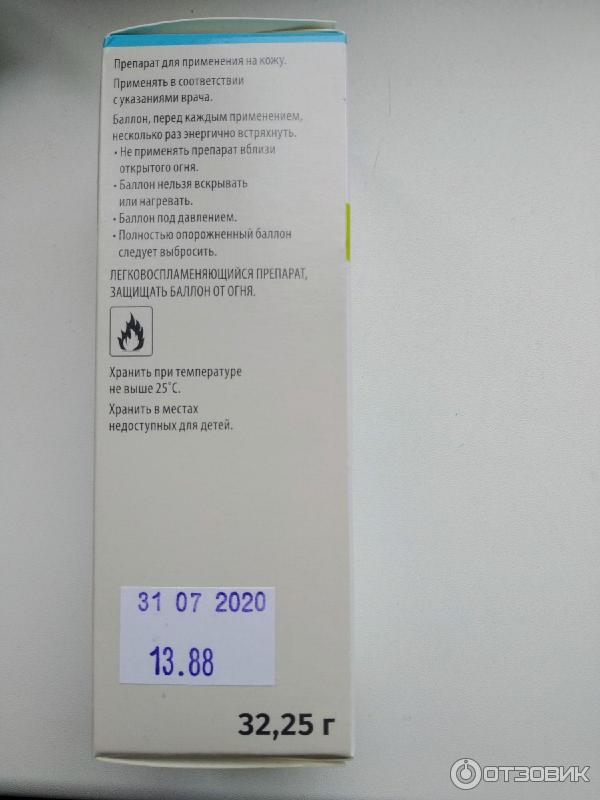 Препарат для применения на кожу.
Применять в соответствии
с указаниями врача.
Баллон, перед каждым применением,
несколько раз энергично встряхнуть.
• Не применять препарат вблизи
открытого огня.
• Баллон нельзя вскрывать
или нагревать.
• Баллон под давлением.
• Полностью опорожненный баллон
следует выбросить.
ЛЕГКОВОСПЛАМЕНЯЮЩИЙСЯ ПРЕПАРАТ,
ЗАЩИЩАТЬ БАЛЛОН ОТ ОГНЯ.
Хранить при температуре
не выше 25°С.
Хранить в местах
недоступных для детей.
31 07 2020
13.88
32,25 г
ОТЗОВИК